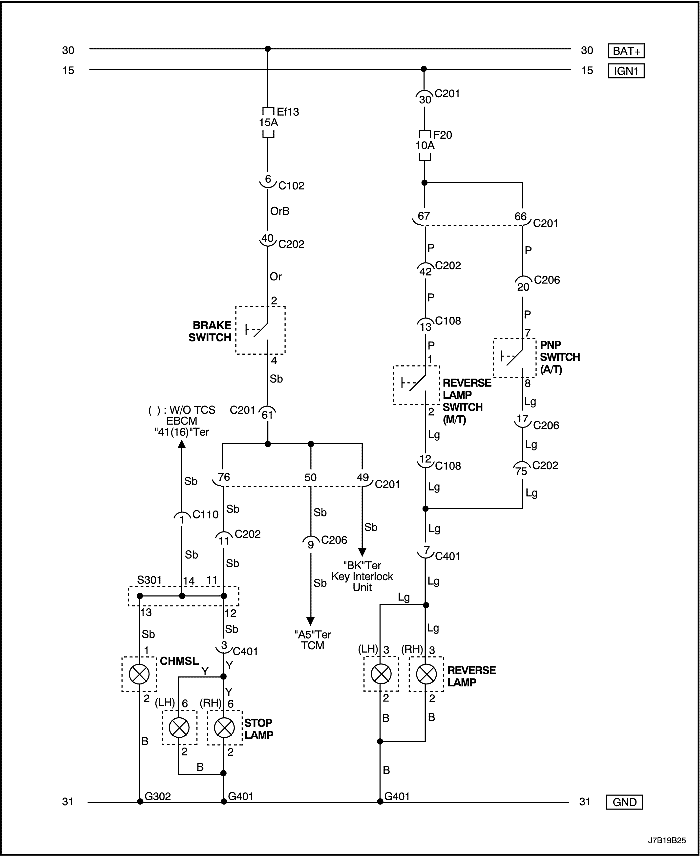 30 30 BAT+
15 15 IGN1
30 C201
Ef13
15A
F20
10A
6 C102
OrB
67 66 C201
40 C202
P P
42 C202
20 C206
Or
P P
2
13 C108
BRAKE
SWITCH
P 7
1
PNP
SWITCH
(A/T)
4
REVERSE
LAMP
SWITCH
(M/T)
8
Sb
2
Lg
C201 61
( ) : W/O TCS
EBCM
"41(16)"Ter
17 C206
Lg
Lg
12 C108
75 C202
76 50 49 C201
Sb
Lg Lg
Sb Sb Sb
1 C110
11 C202
9 C206
Lg
7 C401
Sb Sb Sb
"BK"Ter
Key Interlock
Unit
S301 14 11
Lg
Lg
13 12
"A5"Ter
TCM
Sb Sb
Lg
3 C401
1 CHMSL
(LH) 3 (RH) 3
Y Y
REVERSE
LAMP
Y
2
(LH) 6 (RH) 6
2 2
STOP
LAMP
B B
B
2 2
B
B
31 G302 G401 G401 31 GND
J7B19B25